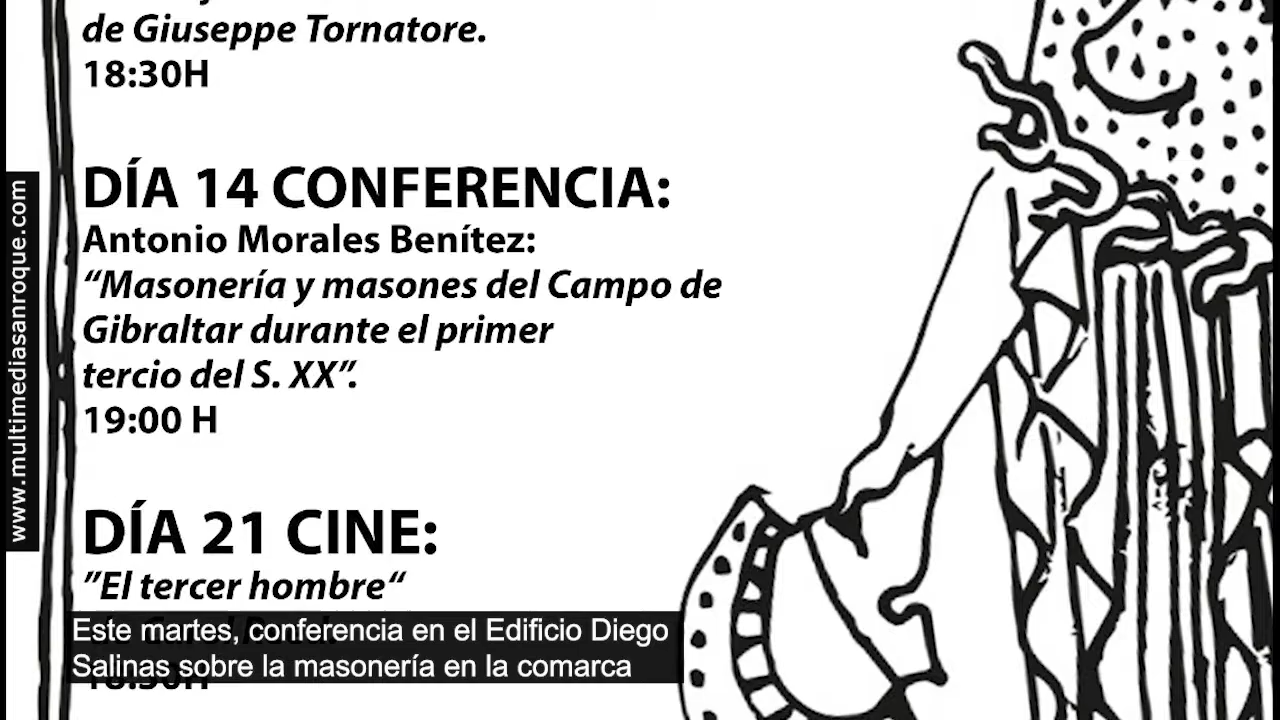 de Giuseppe Tornatore.
18:30H
DÍA 14 CONFERENCIA:
Antonio Morales Benítez:
“Masonería y masones del Campo de
Gibraltar durante el primer
tercio del S. XX”.
19:00 H
DÍA 21 CINE:
”El tercer hombre“
Este martes, conferencia en el Edificio Diego
Salinas sobre la masonería en la comarca
18:30H
www.multimediasanroque.com